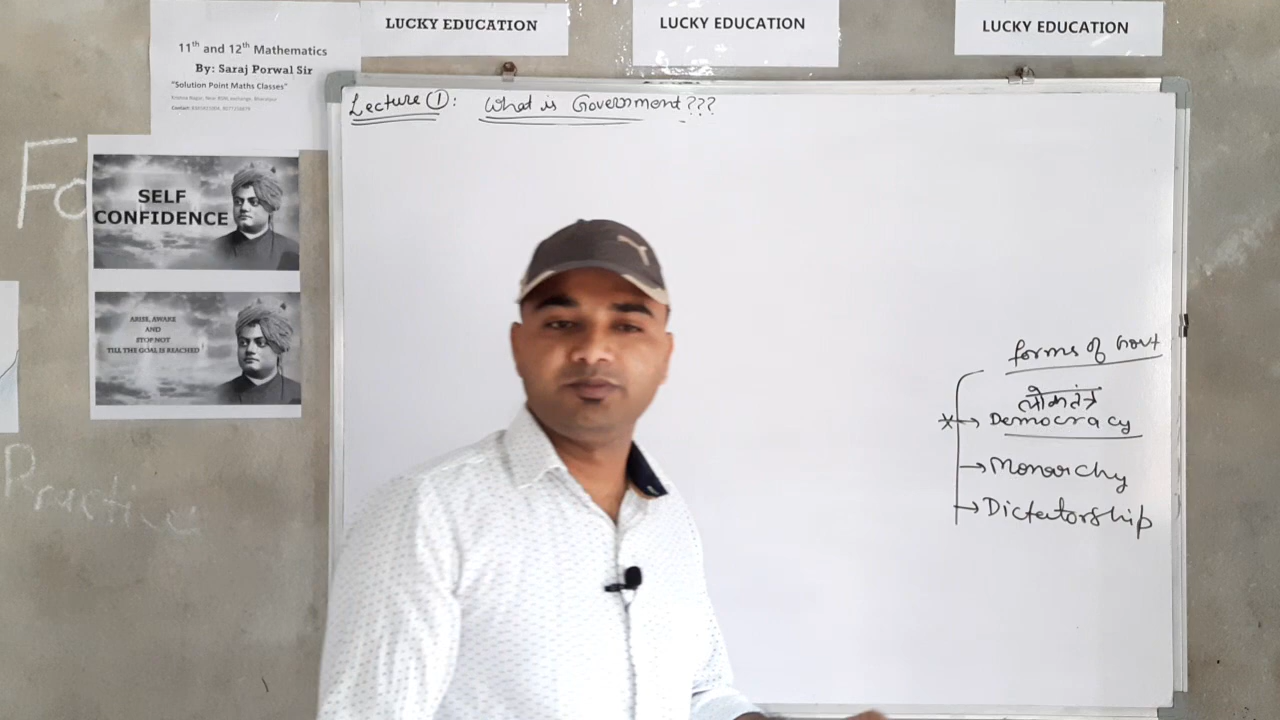 LUCKY EDUCATION
LUCKY EDUCATION
LUCKY EDUCATION
11th and 12th Mathematics
By: Saraj Porwal Sir
"Solution Point Maths Classes"
Lecture ①: What is Government ???
SELF
CONFIDENCE
ARISE, AWAKE
AND
STOP NOT
TILL THE GOAL IS REACHED
forms of Govt
लोकतंत्र
* → Democracy
→ Monarchy
→ Dictatorship
Fo
Practice